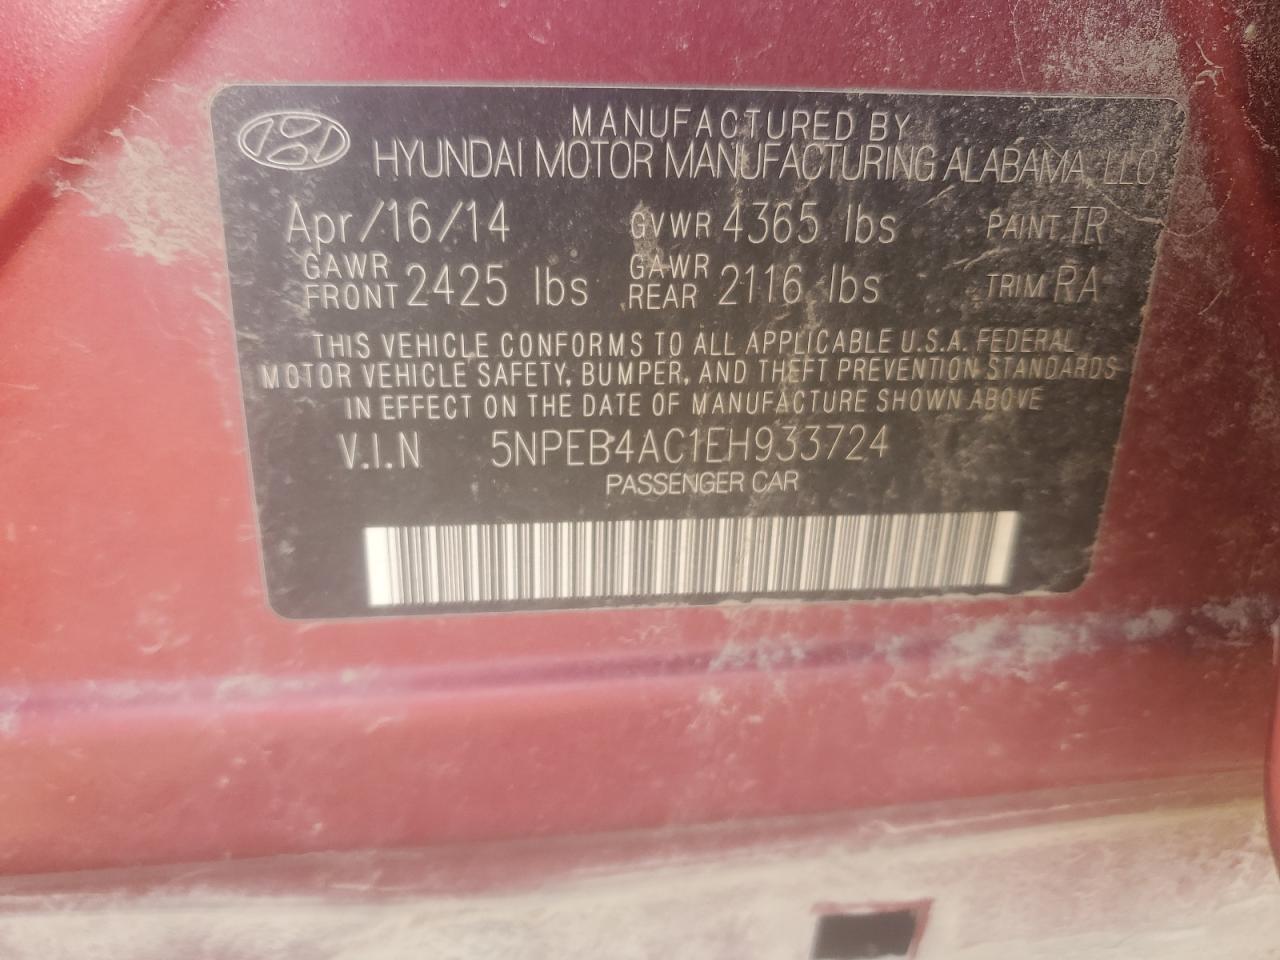 MANUFACTURED BY
HYUNDAI MOTOR MANUFACTURING ALABAMA, LLC
Apr/16/14 GVWR 4365 lbs PAINT TR
GAWR FRONT 2425 lbs GAWR REAR 2116 lbs TRIM RA
THIS VEHICLE CONFORMS TO ALL APPLICABLE U.S.A. FEDERAL
MOTOR VEHICLE SAFETY, BUMPER, AND THEFT PREVENTION STANDARDS
IN EFFECT ON THE DATE OF MANUFACTURE SHOWN ABOVE
V.I.N 5NPEB4AC1EH933724
PASSENGER CAR